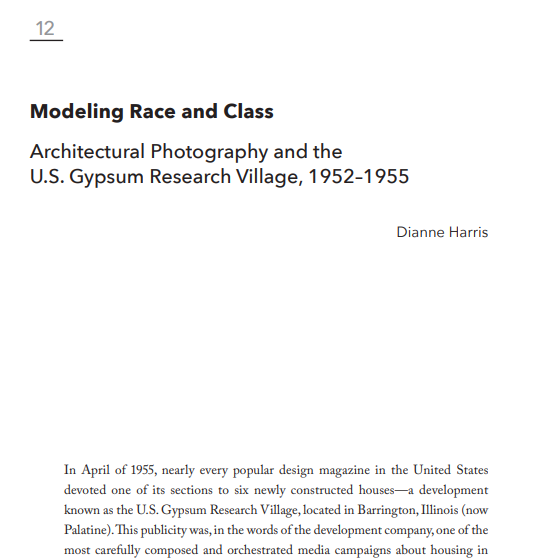 12
Modeling Race and Class
Architectural Photography and the
U.S. Gypsum Research Village, 1952–1955
Dianne Harris
In April of 1955, nearly every popular design magazine in the United States
devoted one of its sections to six newly constructed houses—a development
known as the U.S. Gypsum Research Village, located in Barrington, Illinois (now
Palatine). This publicity was, in the words of the development company, one of the
most carefully composed and orchestrated media campaigns about housing in